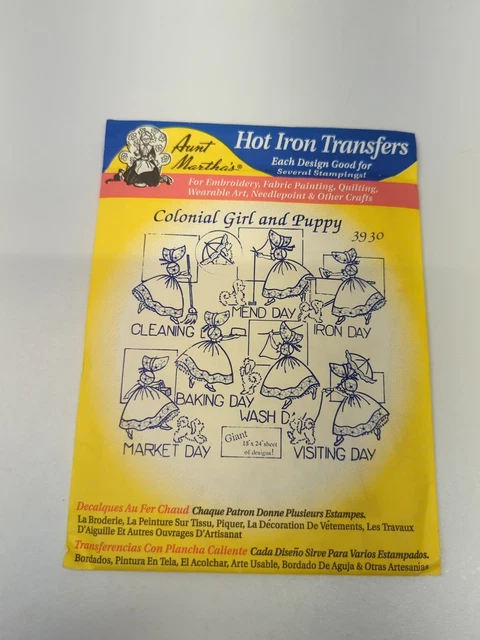 Aunt Martha's®
Hot Iron Transfers
Each Design Good for
Several Stampings!
For Embroidery, Fabric Painting, Quilting,
Wearable Art, Needlepoint & Other Crafts
Colonial Girl and Puppy
3930
CLEANING
MEND DAY
IRON DAY
BAKING DAY
WASH D
MARKET DAY
Giant
18"x 24" sheet
of designs!
VISITING DAY
Decalques Au Fer Chaud Chaque Patron Donne Plusieurs Estampes.
La Broderie, La Peinture Sur Tissu, Piquer, La Décoration De Vétements, Les Travaux
D'Aiguille Et Autres Ouvrages D'Artisanat
Transferencias Con Plancha Caliente Cada Diseño Sirve Para Varios Estampados.
Bordados, Pintura En Tela, El Acolchar, Arte Usable, Bordado De Aguja & Otras Artesanías